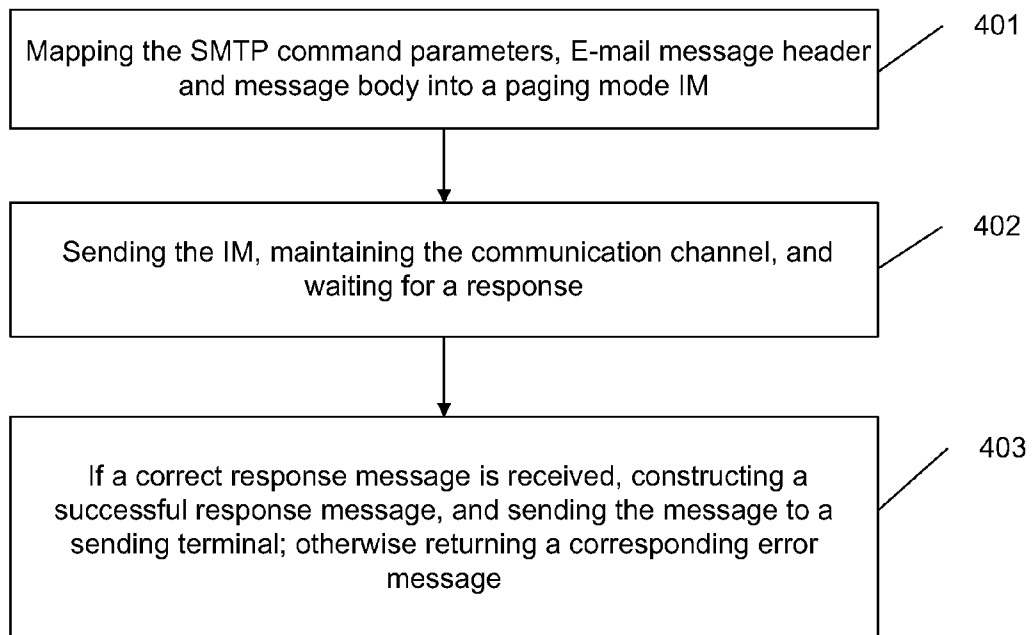 401
Mapping the SMTP command parameters, E-mail message header
and message body into a paging mode IM
402
Sending the IM, maintaining the communication channel, and
waiting for a response
403
If a correct response message is received, constructing a
successful response message, and sending the message to a
sending terminal; otherwise returning a corresponding error
message